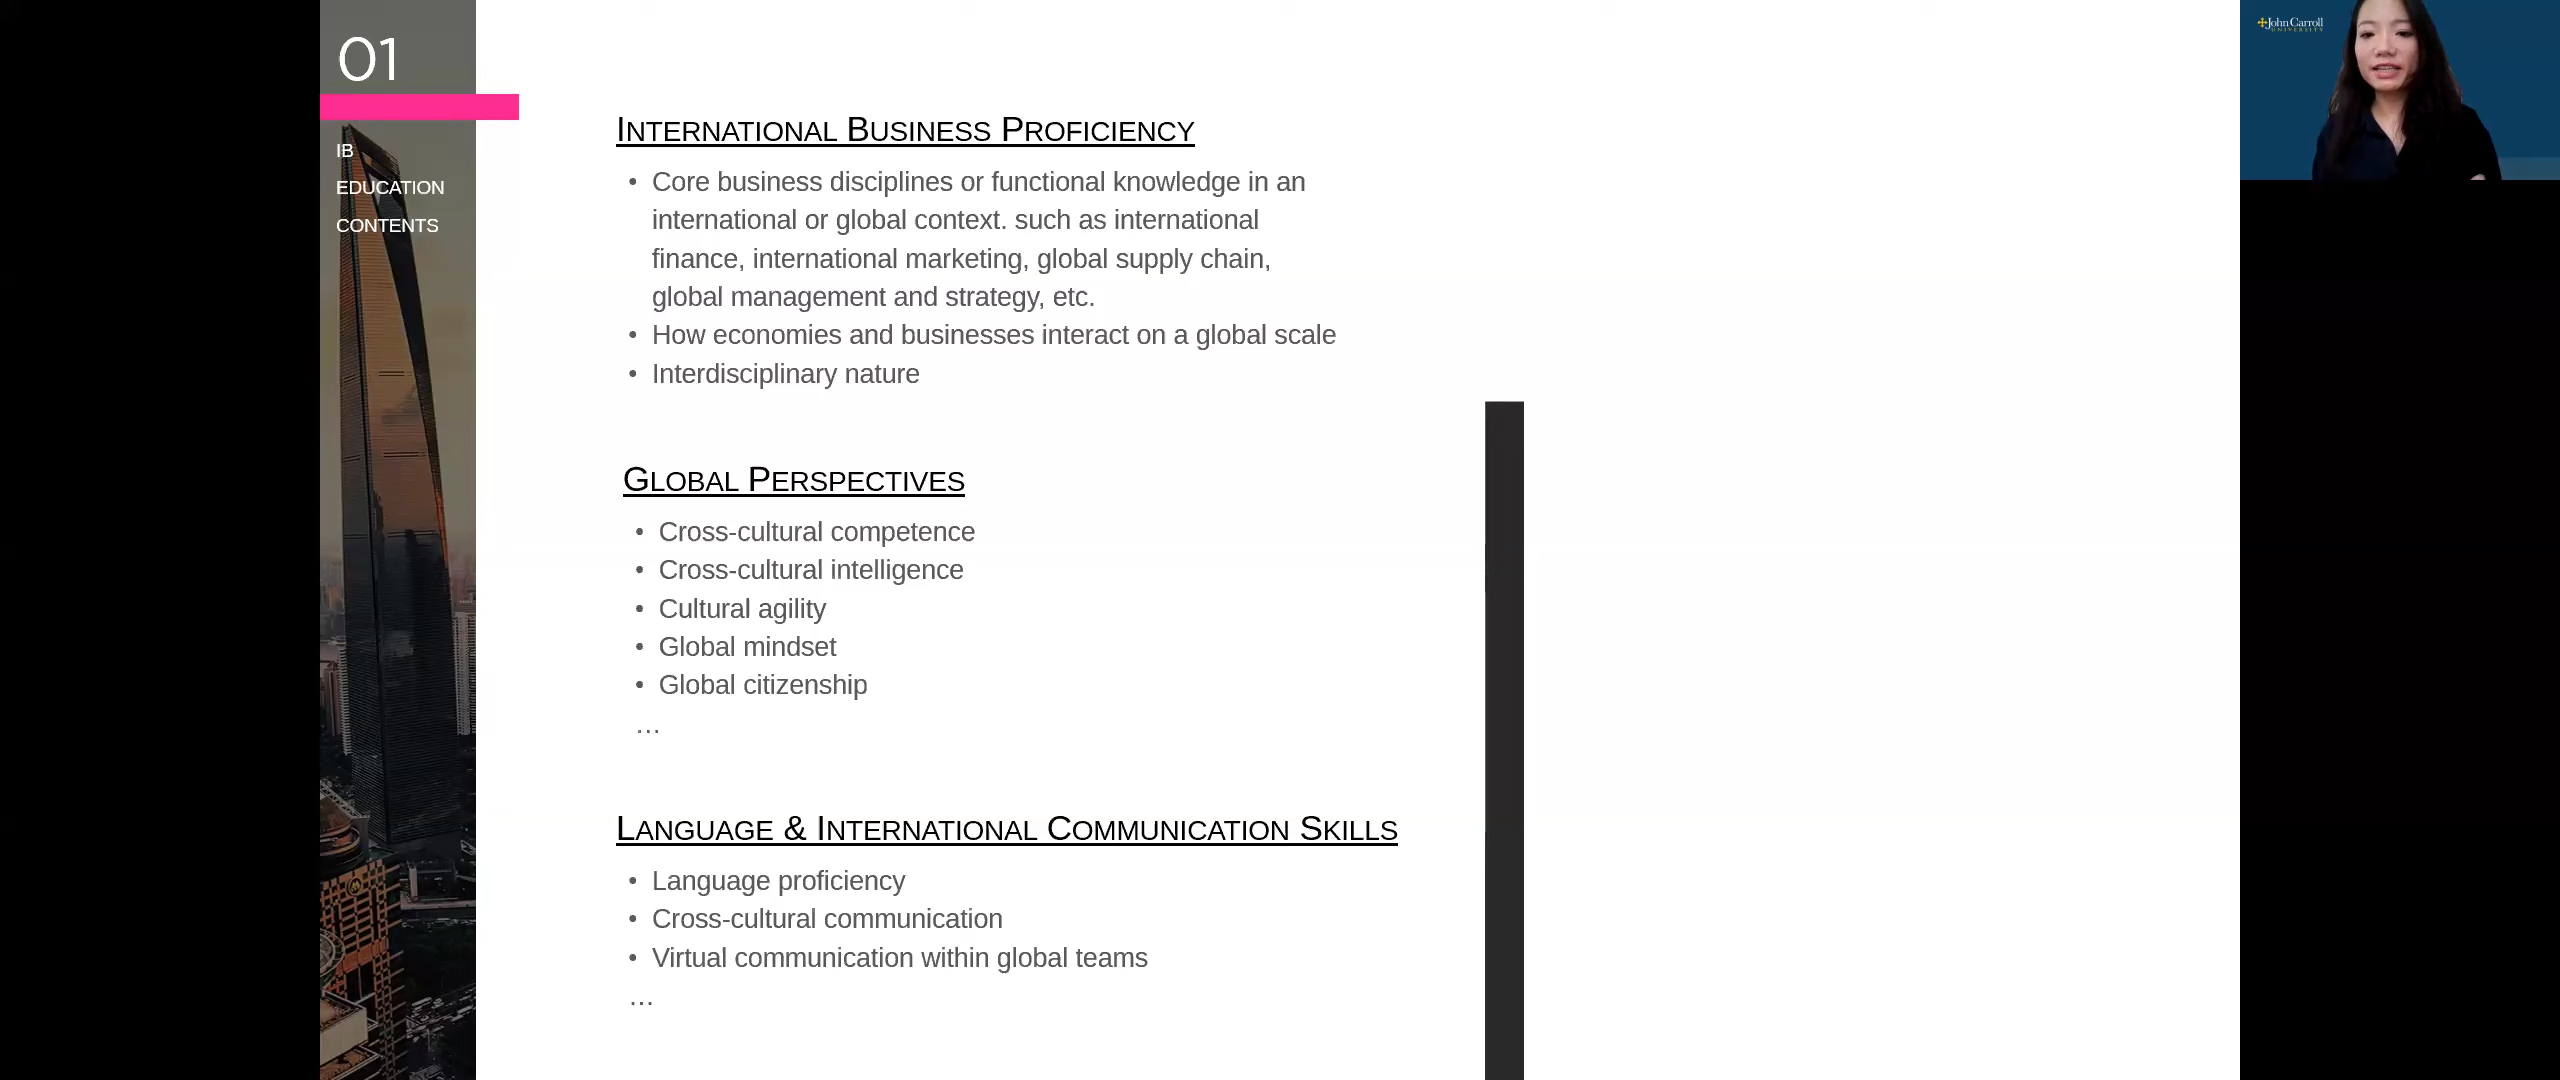 01
IB
EDUCATION
CONTENTS
INTERNATIONAL BUSINESS PROFICIENCY
• Core business disciplines or functional knowledge in an
international or global context. such as international
finance, international marketing, global supply chain,
global management and strategy, etc.
• How economies and businesses interact on a global scale
• Interdisciplinary nature
GLOBAL PERSPECTIVES
• Cross-cultural competence
• Cross-cultural intelligence
• Cultural agility
• Global mindset
• Global citizenship
...
LANGUAGE & INTERNATIONAL COMMUNICATION SKILLS
• Language proficiency
• Cross-cultural communication
• Virtual communication within global teams
...
John Carroll
UNIVERSITY